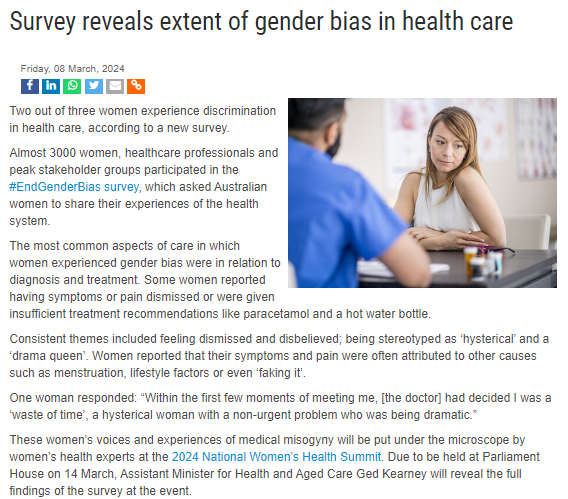 Survey reveals extent of gender bias in health care
Friday, 08 March, 2024
Two out of three women experience discrimination
in health care, according to a new survey.
Almost 3000 women, healthcare professionals and
peak stakeholder groups participated in the
#EndGenderBias survey, which asked Australian
women to share their experiences of the health
system.
The most common aspects of care in which
women experienced gender bias were in relation to
diagnosis and treatment. Some women reported
having symptoms or pain dismissed or were given
insufficient treatment recommendations like paracetamol and a hot water bottle.
Consistent themes included feeling dismissed and disbelieved; being stereotyped as ‘hysterical’ and a
‘drama queen’. Women reported that their symptoms and pain were often attributed to other causes
such as menstruation, lifestyle factors or even ‘faking it’.
One woman responded: “Within the first few moments of meeting me, [the doctor] had decided I was a
‘waste of time’, a hysterical woman with a non-urgent problem who was being dramatic.”
These women’s voices and experiences of medical misogyny will be put under the microscope by
women’s health experts at the 2024 National Women’s Health Summit. Due to be held at Parliament
House on 14 March, Assistant Minister for Health and Aged Care Ged Kearney will reveal the full
findings of the survey at the event.